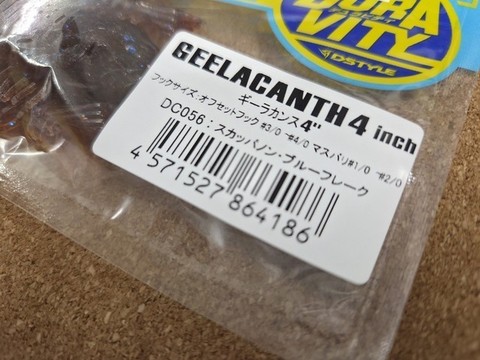 VITY
DSTYLE
GEELACANTH 4 inch
ギーラカンス4"
フックサイズ:オフセットフック #3/0 ~#4/0 マスバリ#1/0 ~#2/0
DC056:スカッパノン・ブルーフレーク
4 571527 864186